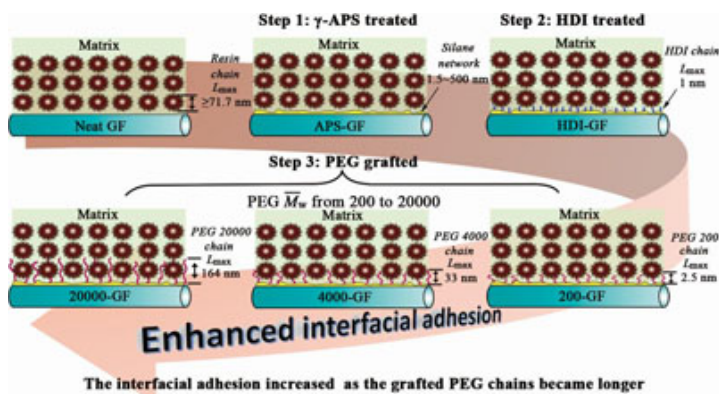 Step 1: γ-APS treated
Step 2: HDI treated
Matrix
Resin
chain
Lmax
≥71.7 nm
Neat GF
Matrix
Silane
network
1.5~500 nm
APS-GF
Matrix
HDI chain
Lmax
1 nm
HDI-GF
Step 3: PEG grafted
PEG M̅w from 200 to 20000
Matrix
PEG 20000
chain
Lmax
164 nm
20000-GF
Matrix
PEG 4000
chain
Lmax
33 nm
4000-GF
Matrix
PEG 200
chain
Lmax
2.5 nm
200-GF
Enhanced interfacial adhesion
The interfacial adhesion increased as the grafted PEG chains became longer